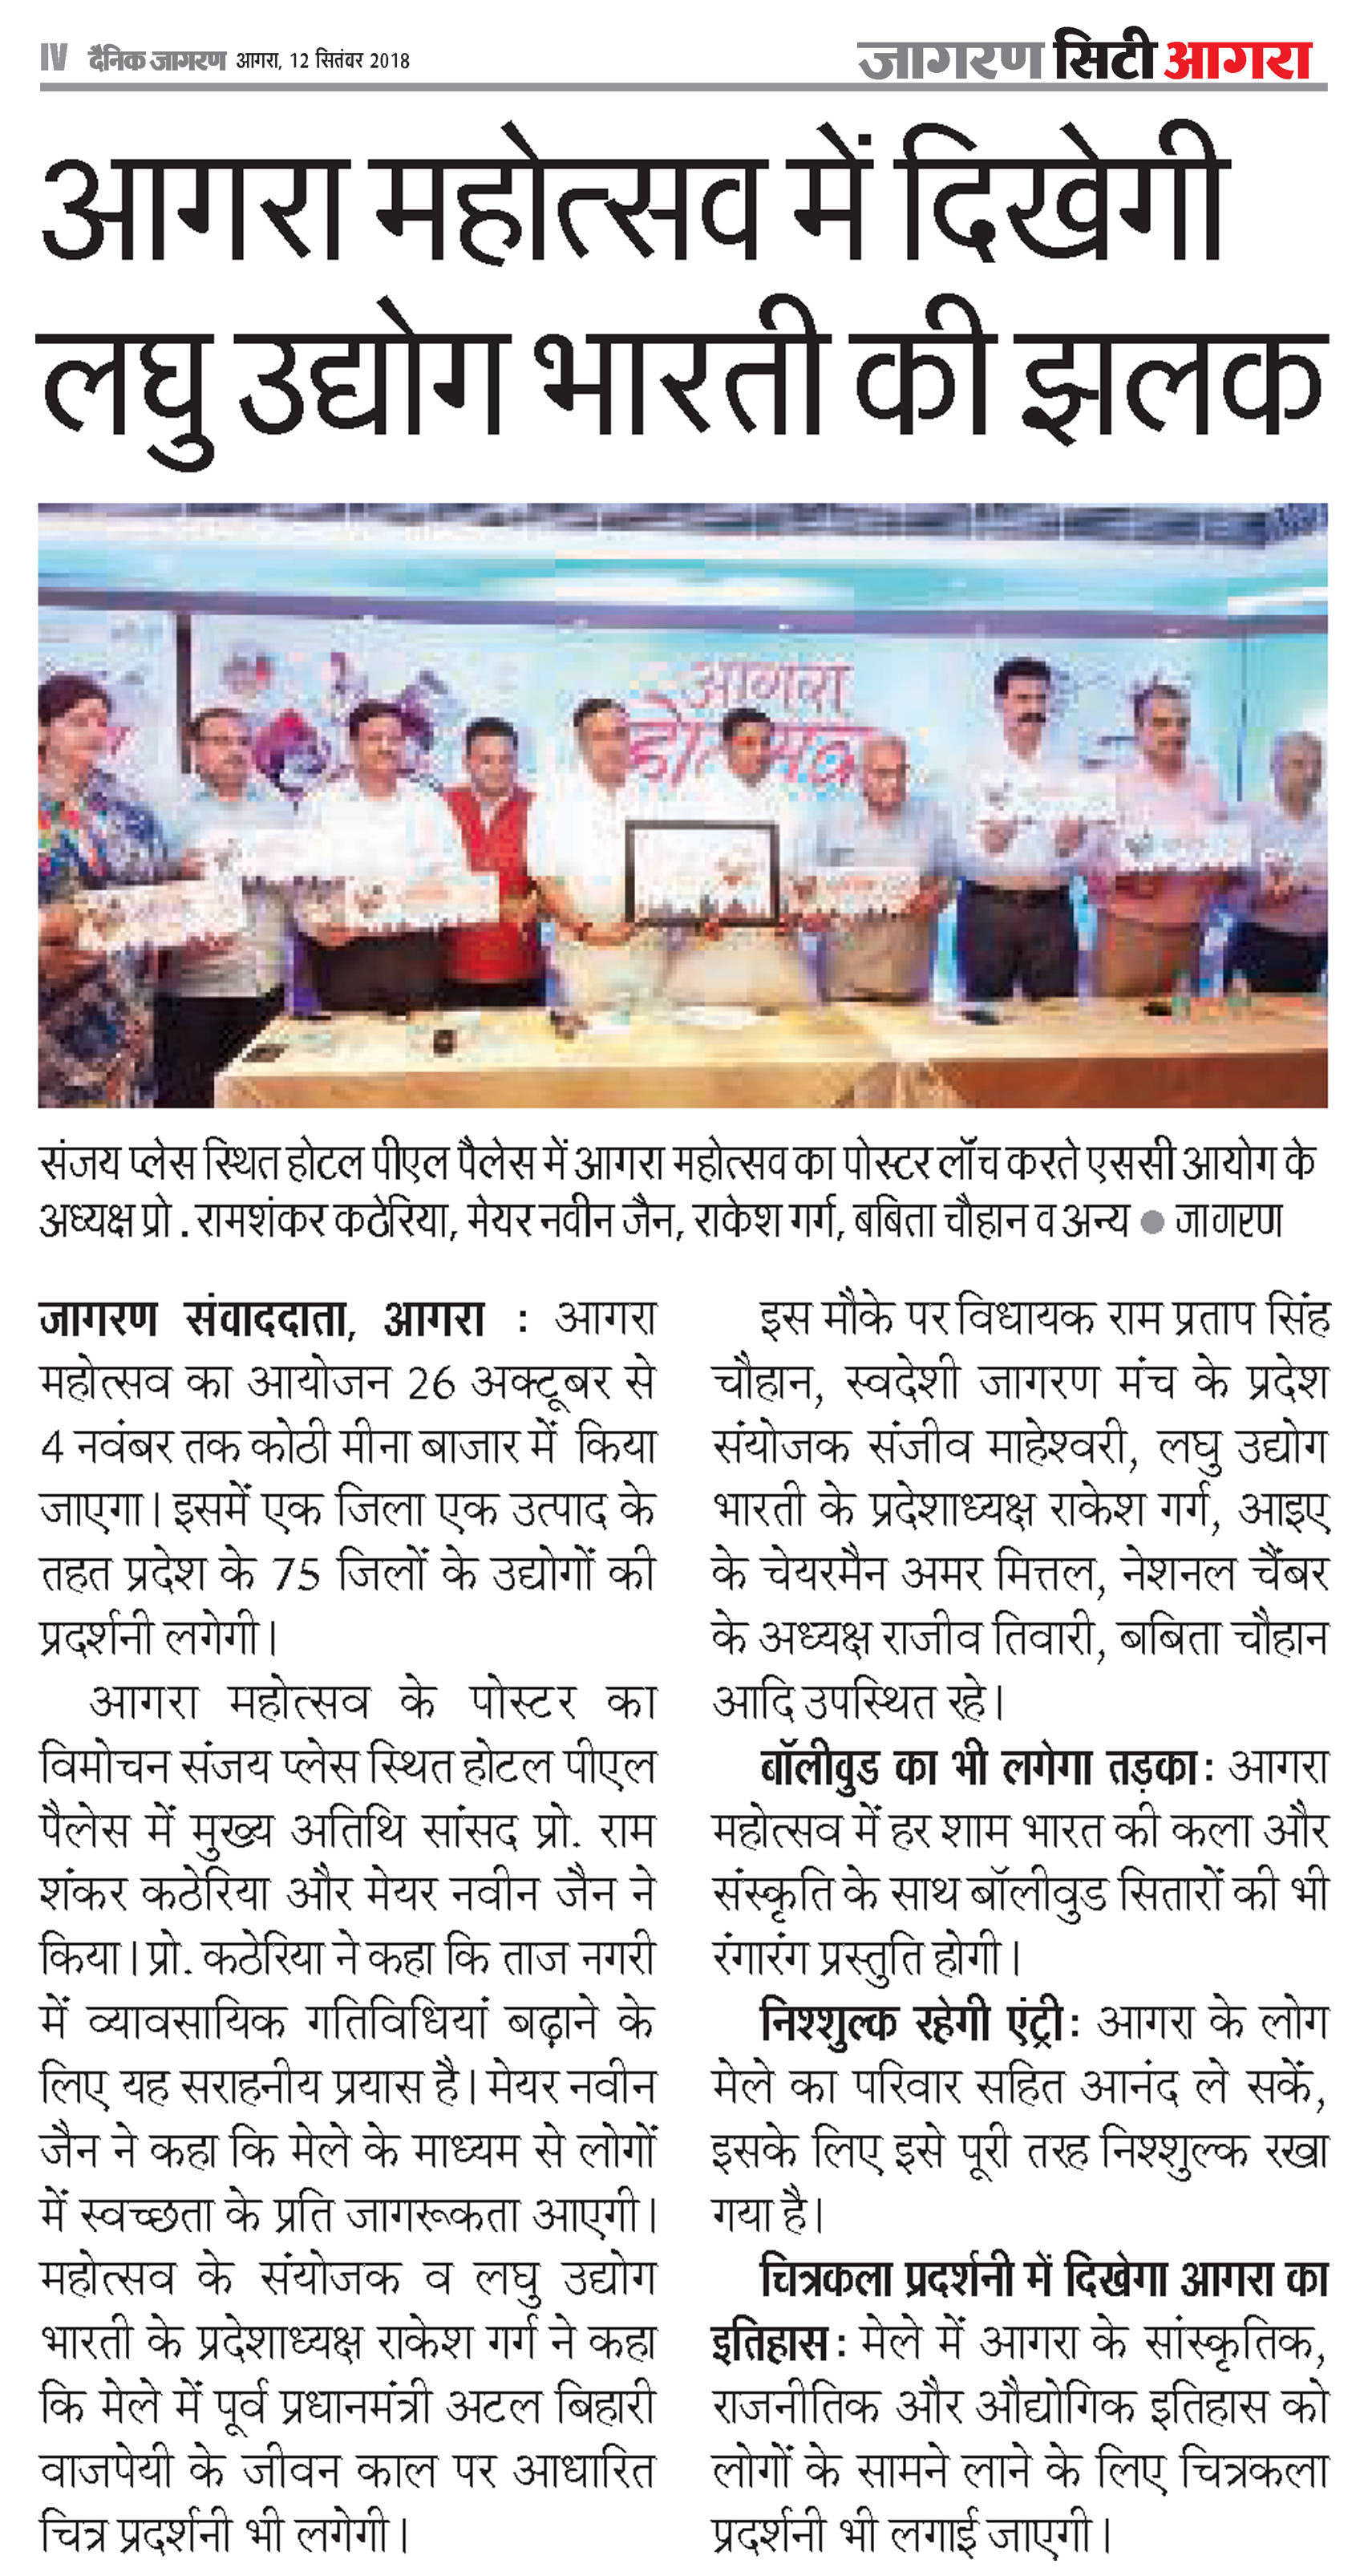 IV दैनिक जागरण आगरा, 12 सितंबर 2018
जागरण सिटी आगरा
आगरा महोत्सव में दिखेगी
लघु उद्योग भारती की झलक
आगरा
संजय प्लेस स्थित होटल पीएल पैलेस में आगरा महोत्सव का पोस्टर लॉच करते एससी आयोग के
अध्यक्ष प्रो . रामशंकर कठेरिया, मेयर नवीन जैन, राकेश गर्ग, बबिता चौहान व अन्य ● जागरण
जागरण संवाददाता, आगरा : आगरा
महोत्सव का आयोजन 26 अक्टूबर से
4 नवंबर तक कोठी मीना बाजार में किया
जाएगा। इसमें एक जिला एक उत्पाद के
तहत प्रदेश के 75 जिलों के उद्योगों की
प्रदर्शनी लगेगी।
आगरा महोत्सव के पोस्टर का
विमोचन संजय प्लेस स्थित होटल पीएल
पैलेस में मुख्य अतिथि सांसद प्रो. राम
शंकर कठेरिया और मेयर नवीन जैन ने
किया। प्रो. कठेरिया ने कहा कि ताज नगरी
में व्यावसायिक गतिविधियां बढ़ाने के
लिए यह सराहनीय प्रयास है। मेयर नवीन
जैन ने कहा कि मेले के माध्यम से लोगों
में स्वच्छता के प्रति जागरूकता आएगी।
महोत्सव के संयोजक व लघु उद्योग
भारती के प्रदेशाध्यक्ष राकेश गर्ग ने कहा
कि मेले में पूर्व प्रधानमंत्री अटल बिहारी
वाजपेयी के जीवन काल पर आधारित
चित्र प्रदर्शनी भी लगेगी।
इस मौके पर विधायक राम प्रताप सिंह
चौहान, स्वदेशी जागरण मंच के प्रदेश
संयोजक संजीव माहेश्वरी, लघु उद्योग
भारती के प्रदेशाध्यक्ष राकेश गर्ग, आइए
के चेयरमैन अमर मित्तल, नेशनल चैंबर
के अध्यक्ष राजीव तिवारी, बबिता चौहान
आदि उपस्थित रहे।
बॉलीवुड का भी लगेगा तड़का: आगरा
महोत्सव में हर शाम भारत की कला और
संस्कृति के साथ बॉलीवुड सितारों की भी
रंगारंग प्रस्तुति होगी।
निश्शुल्क रहेगी एंट्री: आगरा के लोग
मेले का परिवार सहित आनंद ले सकें,
इसके लिए इसे पूरी तरह निश्शुल्क रखा
गया है।
चित्रकला प्रदर्शनी में दिखेगा आगरा का
इतिहास: मेले में आगरा के सांस्कृतिक,
राजनीतिक और औद्योगिक इतिहास को
लोगों के सामने लाने के लिए चित्रकला
प्रदर्शनी भी लगाई जाएगी।